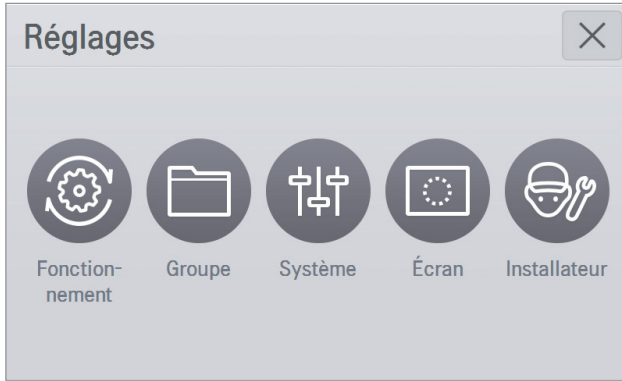 Réglages
Fonction-
nement
Groupe
Système
Écran
Installateur